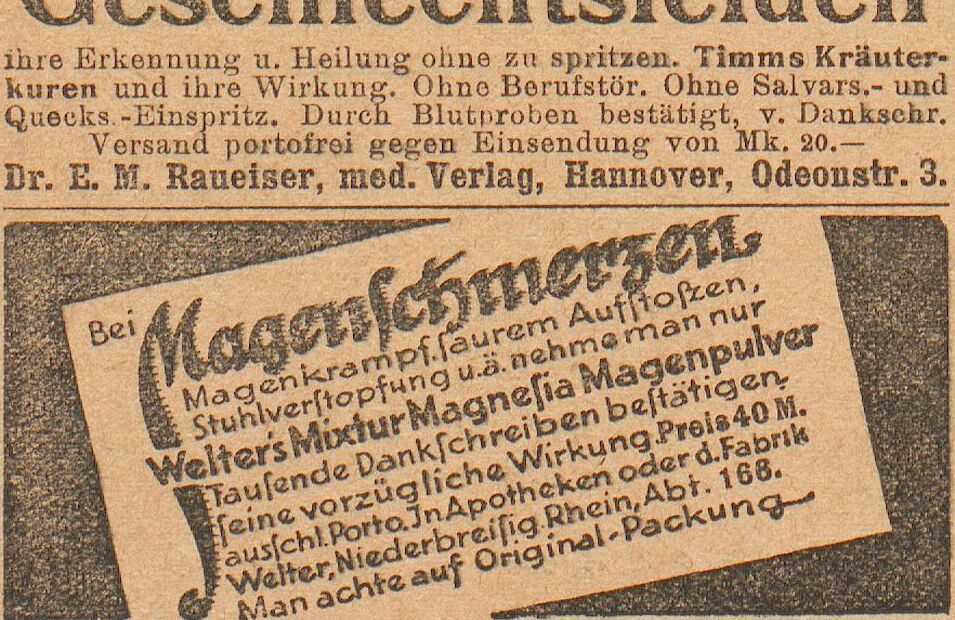 Geschlechtsleiden
ihre Erkennung u. Heilung ohne zu spritzen. Timms Kräuter-
kuren und ihre Wirkung. Ohne Berufstör. Ohne Salvars.- und
Quecks.-Einspritz. Durch Blutproben bestätigt, v. Dankschr.
Versand portofrei gegen Einsendung von Mk. 20.—
Dr. E. M. Raueiser, med. Verlag, Hannover, Odeonstr. 3.
Bei Magenſchmerzen,
Magenkrampf, ſaurem Aufſtoßen,
Stuhlverſtopfung u.ä. nehme man nur
Welter's Mixtur Magneſia Magenpulver
Tauſende Dankſchreiben beſtätigen
ſeine vorzügliche Wirkung. Preis 40 M.
ausſchl. Porto. In Apotheken oder d. Fabrik
Welter, Niederbreiſig. Rhein, Abt. 168.
Man achte auf Original-Packung